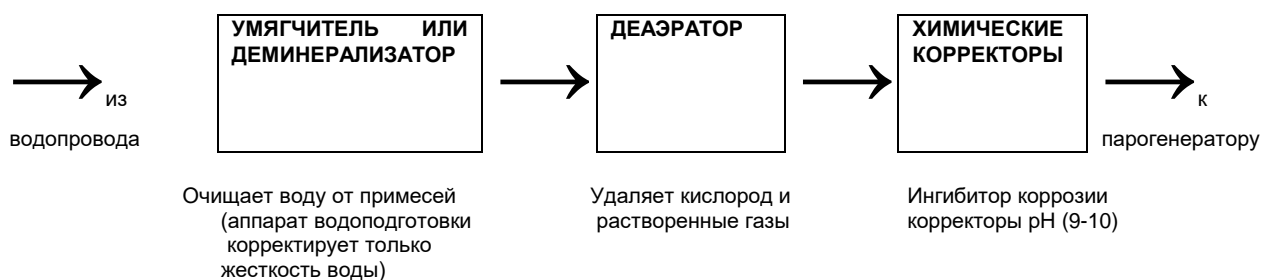 УМЯГЧИТЕЛЬ ИЛИ
ДЕМИНЕРАЛИЗАТОР
ДЕАЭРАТОР
ХИМИЧЕСКИЕ
КОРРЕКТОРЫ
из
водопровода
к
парогенератору
Очищает воду от примесей
(аппарат водоподготовки
корректирует только
жесткость воды)
Удаляет кислород и
растворенные газы
Ингибитор коррозии
корректоры pH (9-10)